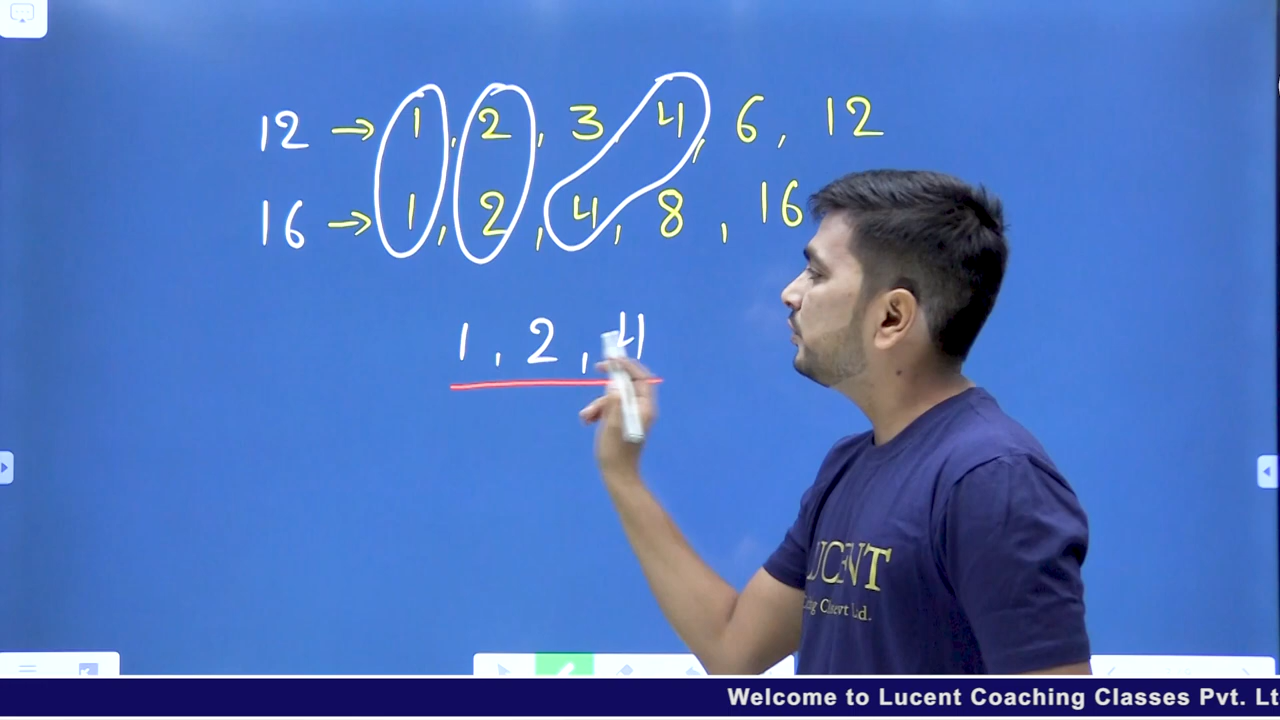 12 → 1, 2, 3, 4, 6, 12
16 → 1, 2, 4, 8, 16
1, 2, 4
LUCENT
Welcome to Lucent Coaching Classes Pvt. Lt